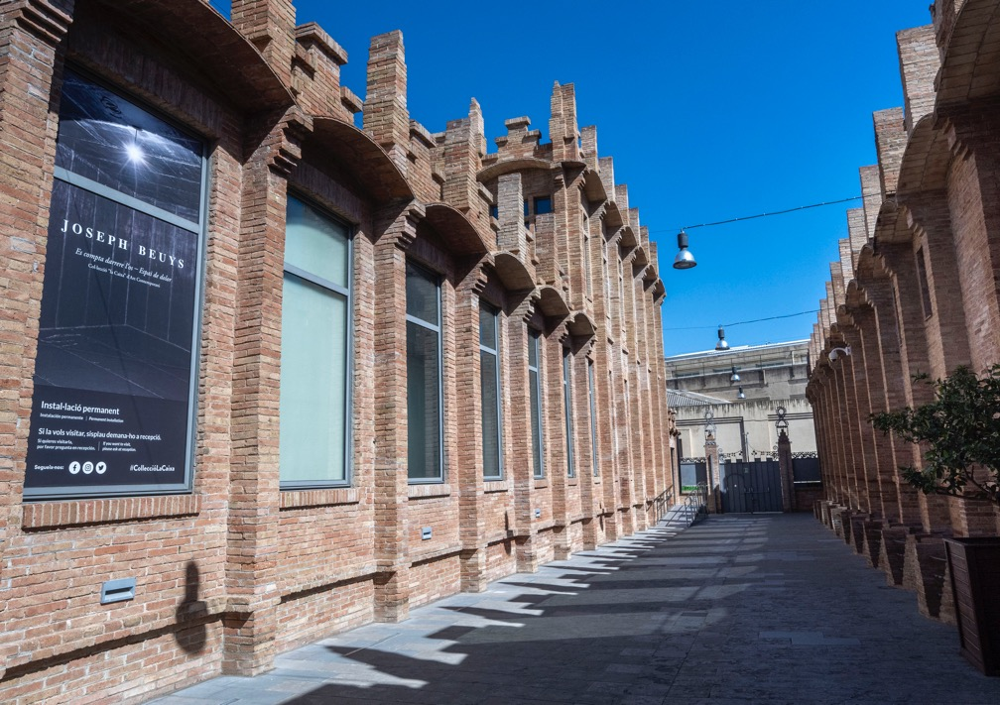 JOSEPH BEUYS
Es compta darrere l'os – Espai de dolor
Col·lecció "la Caixa" d'Art Contemporani
Instal·lació permanent
Instalación permanente | Permanent Installation
Si la vols visitar, sisplau demana-ho a recepció.
Si quieres visitarla, | If you want to visit,
por favor pregunta en recepción. | please ask at reception.
Segueix-nos:
#ColleccióLaCaixa